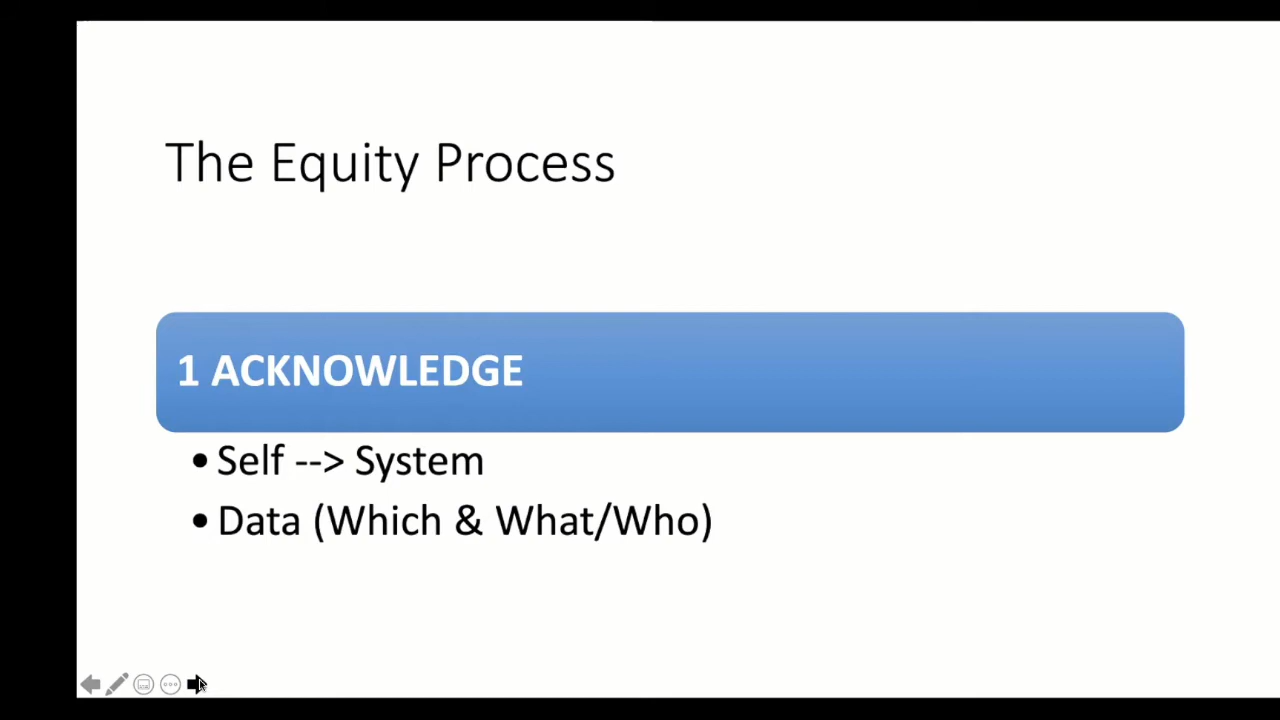 The Equity Process
1 ACKNOWLEDGE
• Self --> System
• Data (Which & What/Who)